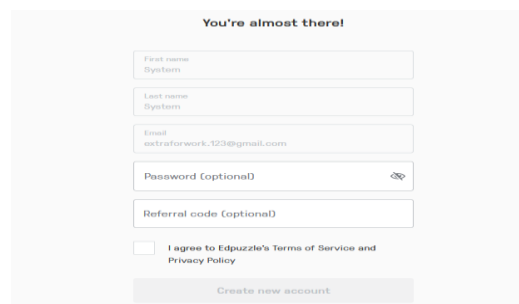 You're almost there!
First name
System
Last name
System
Email
extraforwork.123@gmail.com
Password (optional)
Referral code (optional)
I agree to Edpuzzle's Terms of Service and
Privacy Policy
Create new account